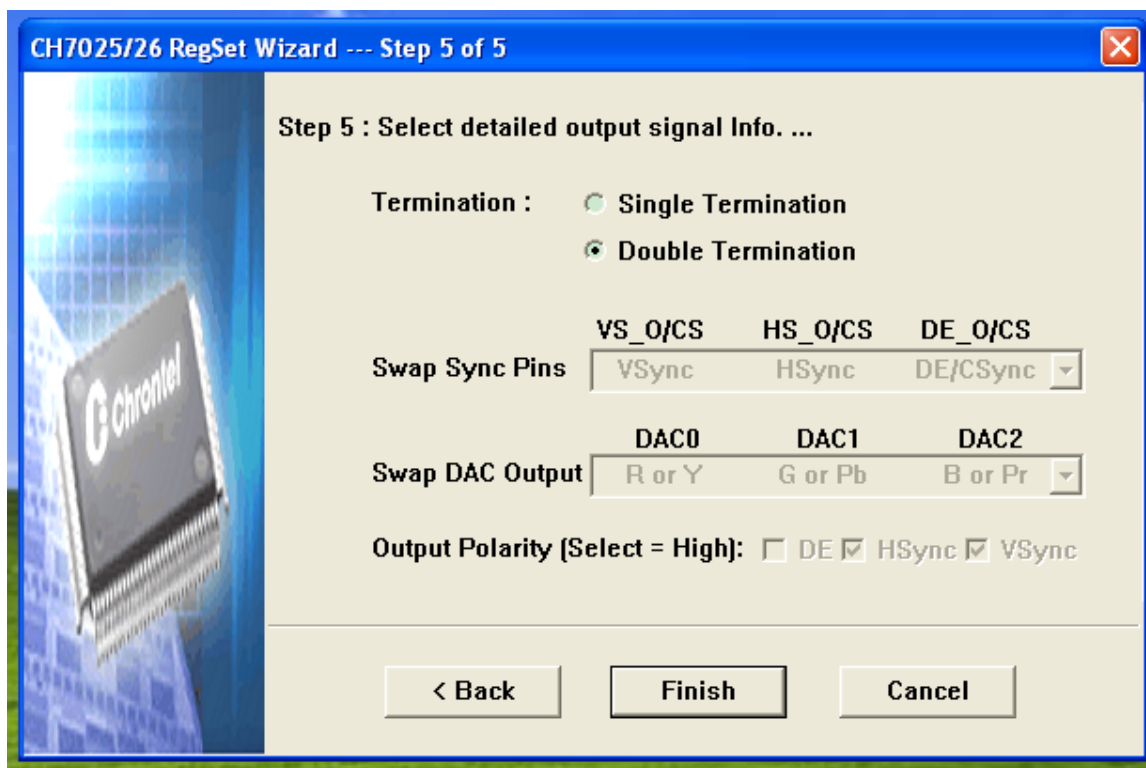 CH7025/26 RegSet Wizard --- Step 5 of 5
Step 5 : Select detailed output signal Info. ...
Termination : Single Termination
Double Termination
VS_O/CS HS_O/CS DE_O/CS
Swap Sync Pins VSync HSync DE/CSync
DAC0 DAC1 DAC2
Swap DAC Output R or Y G or Pb B or Pr
Output Polarity (Select = High): DE HSync VSync
Chrontel
< Back Finish Cancel